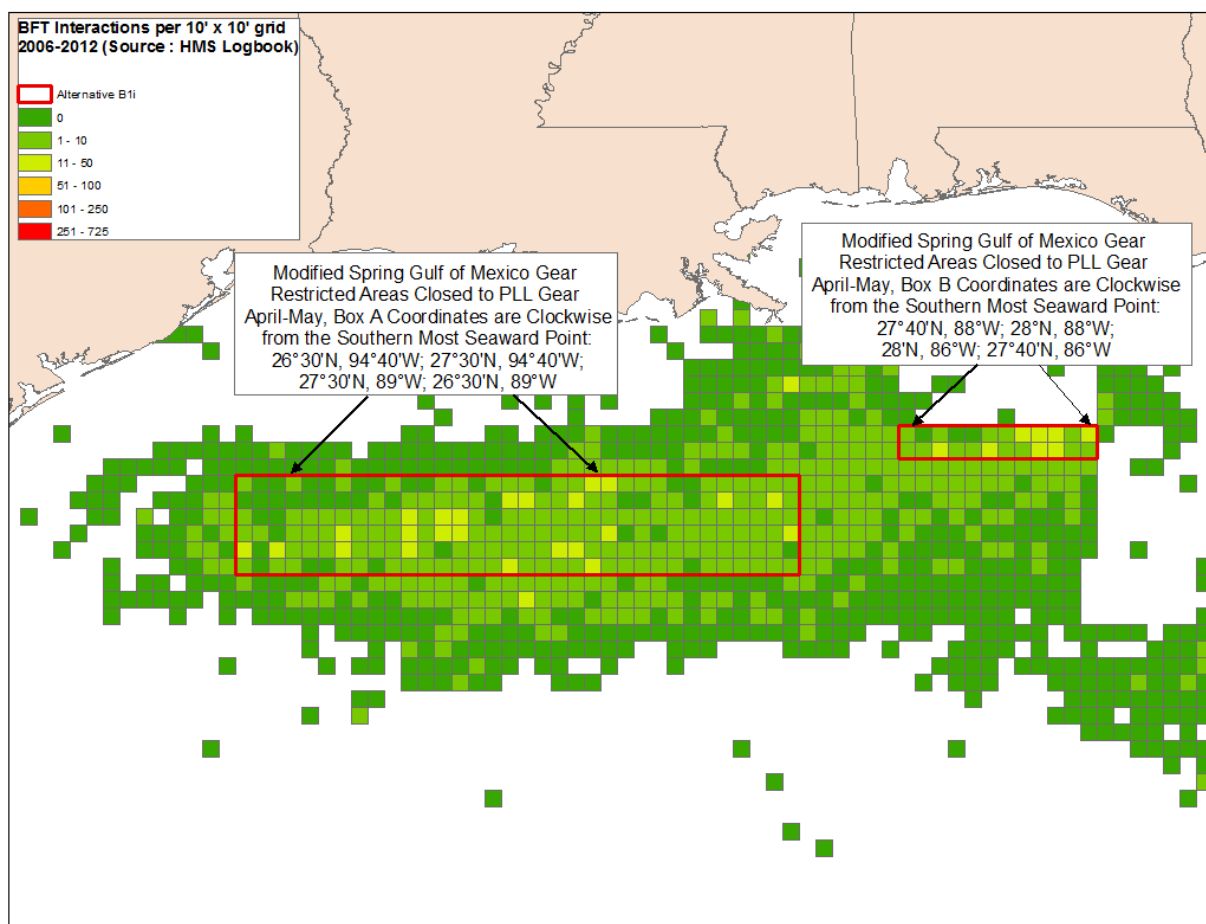 BFT Interactions per 10' x 10' grid
2006-2012 (Source : HMS Logbook)
Alternative B1i
0
1 - 10
11 - 50
51 - 100
101 - 250
251 - 725
Modified Spring Gulf of Mexico Gear
Restricted Areas Closed to PLL Gear
April-May, Box A Coordinates are Clockwise
from the Southern Most Seaward Point:
26°30'N, 94°40'W; 27°30'N, 94°40'W;
27°30'N, 89°W; 26°30'N, 89°W
Modified Spring Gulf of Mexico Gear
Restricted Areas Closed to PLL Gear
April-May, Box B Coordinates are Clockwise
from the Southern Most Seaward Point:
27°40'N, 88°W; 28°N, 88°W;
28'N, 86°W; 27°40'N, 86°W